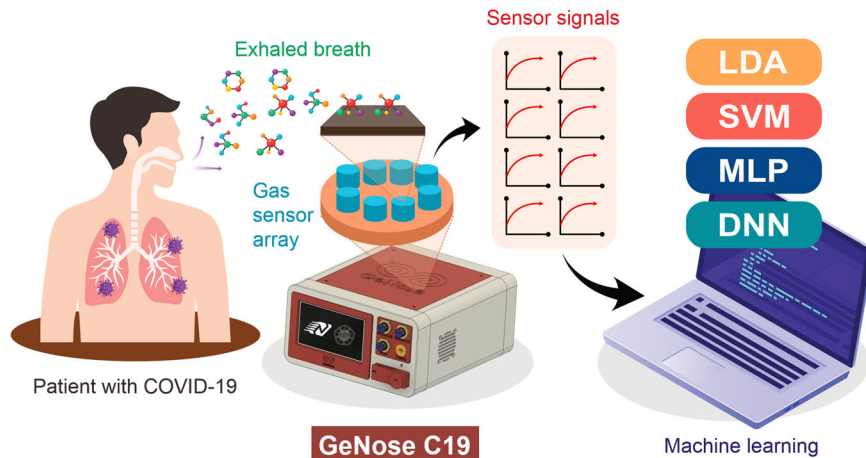 Sensor signals
Exhaled breath
LDA
SVM
MLP
DNN
Gas
sensor
array
GeNose
Patient with COVID-19
GeNose C19
Machine learning